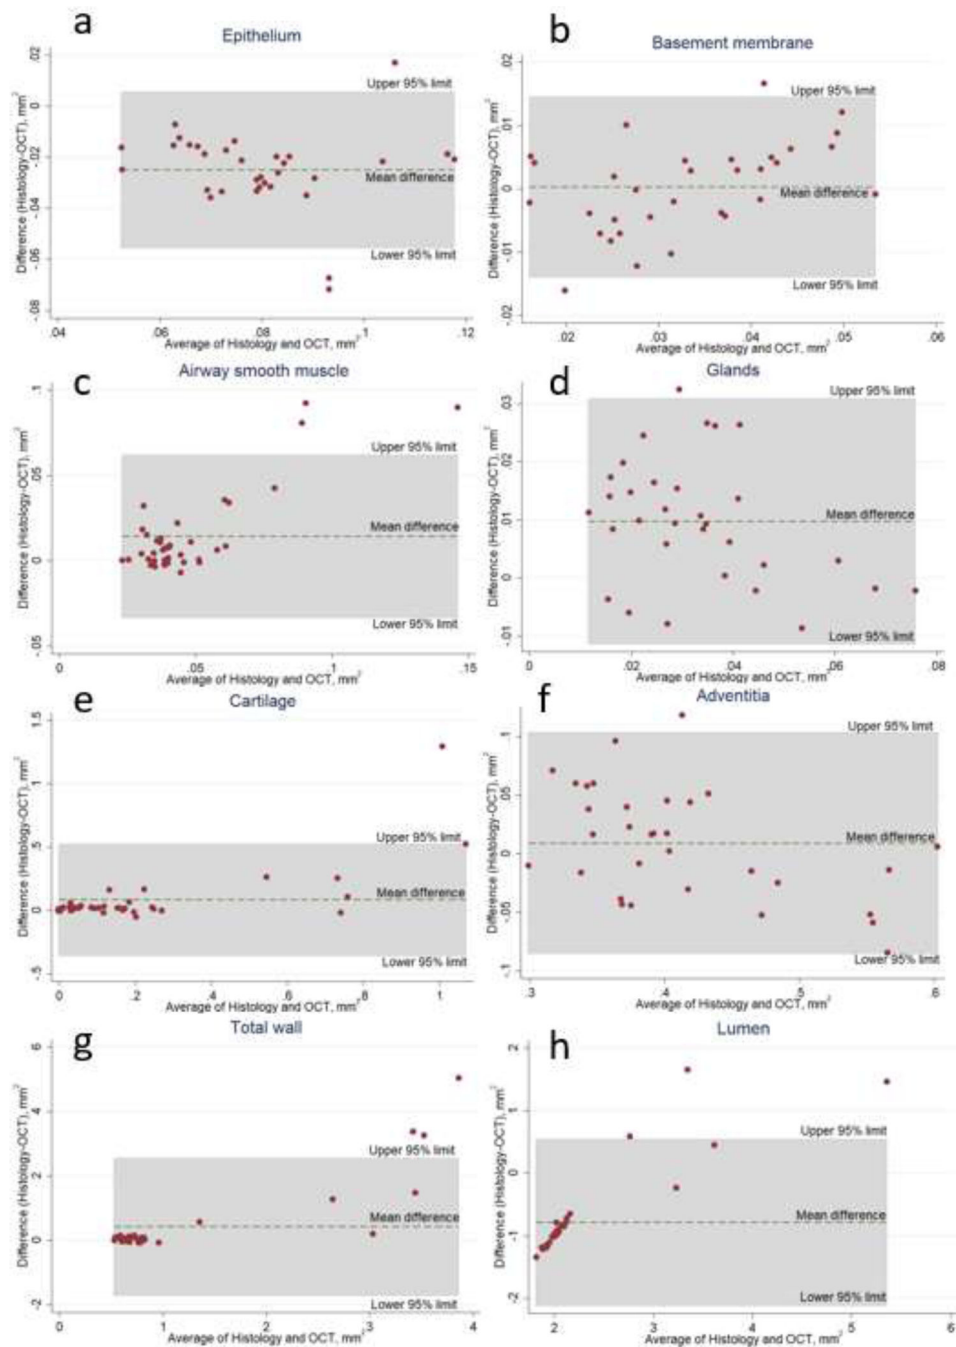 a
Epithelium
Difference (Histology-OCT), mm²
.02
0
-.02
-.04
-.06
-.08
Upper 95% limit
Mean difference
Lower 95% limit
.04 .06 .08 .1 .12
Average of Histology and OCT, mm²
b
Basement membrane
Difference (Histology-OCT), mm²
.02
.01
0
-.01
-.02
Upper 95% limit
Mean difference
Lower 95% limit
.02 .03 .04 .05 .06
Average of Histology and OCT, mm²
c
Airway smooth muscle
Difference (Histology-OCT), mm²
.1
.05
0
-.05
Upper 95% limit
Mean difference
Lower 95% limit
0 .05 .1 .15
Average of Histology and OCT, mm²
d
Glands
Difference (Histology-OCT), mm²
.03
.02
.01
0
-.01
Upper 95% limit
Mean difference
Lower 95% limit
0 .02 .04 .06 .08
Average of Histology and OCT, mm²
e
Cartilage
Difference (Histology-OCT), mm²
1.5
1
.5
0
-.5
Upper 95% limit
Mean difference
Lower 95% limit
0 .2 .4 .6 .8 1
Average of Histology and OCT, mm²
f
Adventitia
Difference (Histology-OCT), mm²
.1
.05
0
-.05
-.1
Upper 95% limit
Mean difference
Lower 95% limit
.3 .4 .5 .6
Average of Histology and OCT, mm²
g
Total wall
Difference (Histology-OCT), mm²
6
4
2
0
-2
Upper 95% limit
Mean difference
Lower 95% limit
0 1 2 3 4
Average of Histology and OCT, mm²
h
Lumen
Difference (Histology-OCT), mm²
2
1
0
-1
-2
Upper 95% limit
Mean difference
Lower 95% limit
2 3 4 5 6
Average of Histology and OCT, mm²